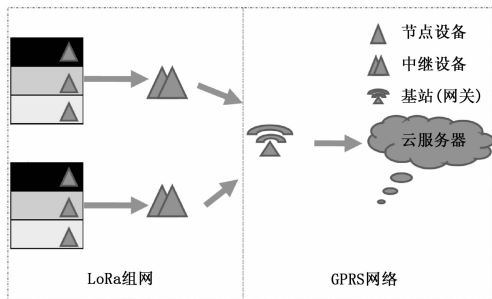 节点设备
中继设备
基站(网关)
云服务器
LoRa组网
GPRS网络